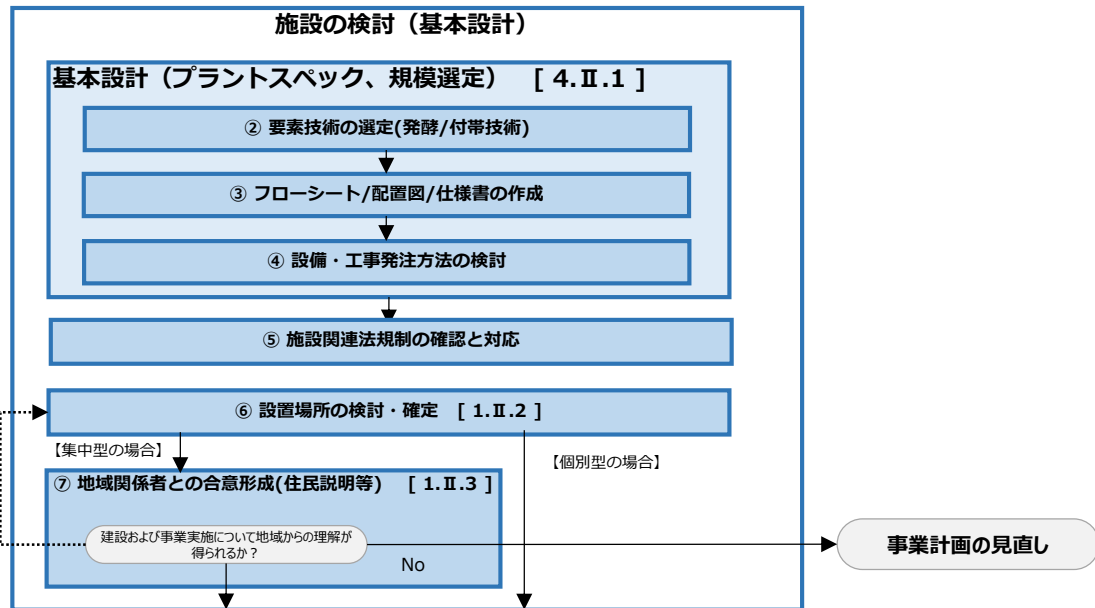 施設の検討（基本設計）
基本設計（プラントスペック、規模選定） [ 4.Ⅱ.1 ]
② 要素技術の選定(発酵/付帯技術)
③ フローシート/配置図/仕様書の作成
④ 設備・工事発注方法の検討
⑤ 施設関連法規制の確認と対応
⑥ 設置場所の検討・確定 [ 1.Ⅱ.2 ]
【集中型の場合】
【個別型の場合】
⑦ 地域関係者との合意形成(住民説明等) [ 1.Ⅱ.3 ]
建設および事業実施について地域からの理解が
得られるか？
No
事業計画の見直し